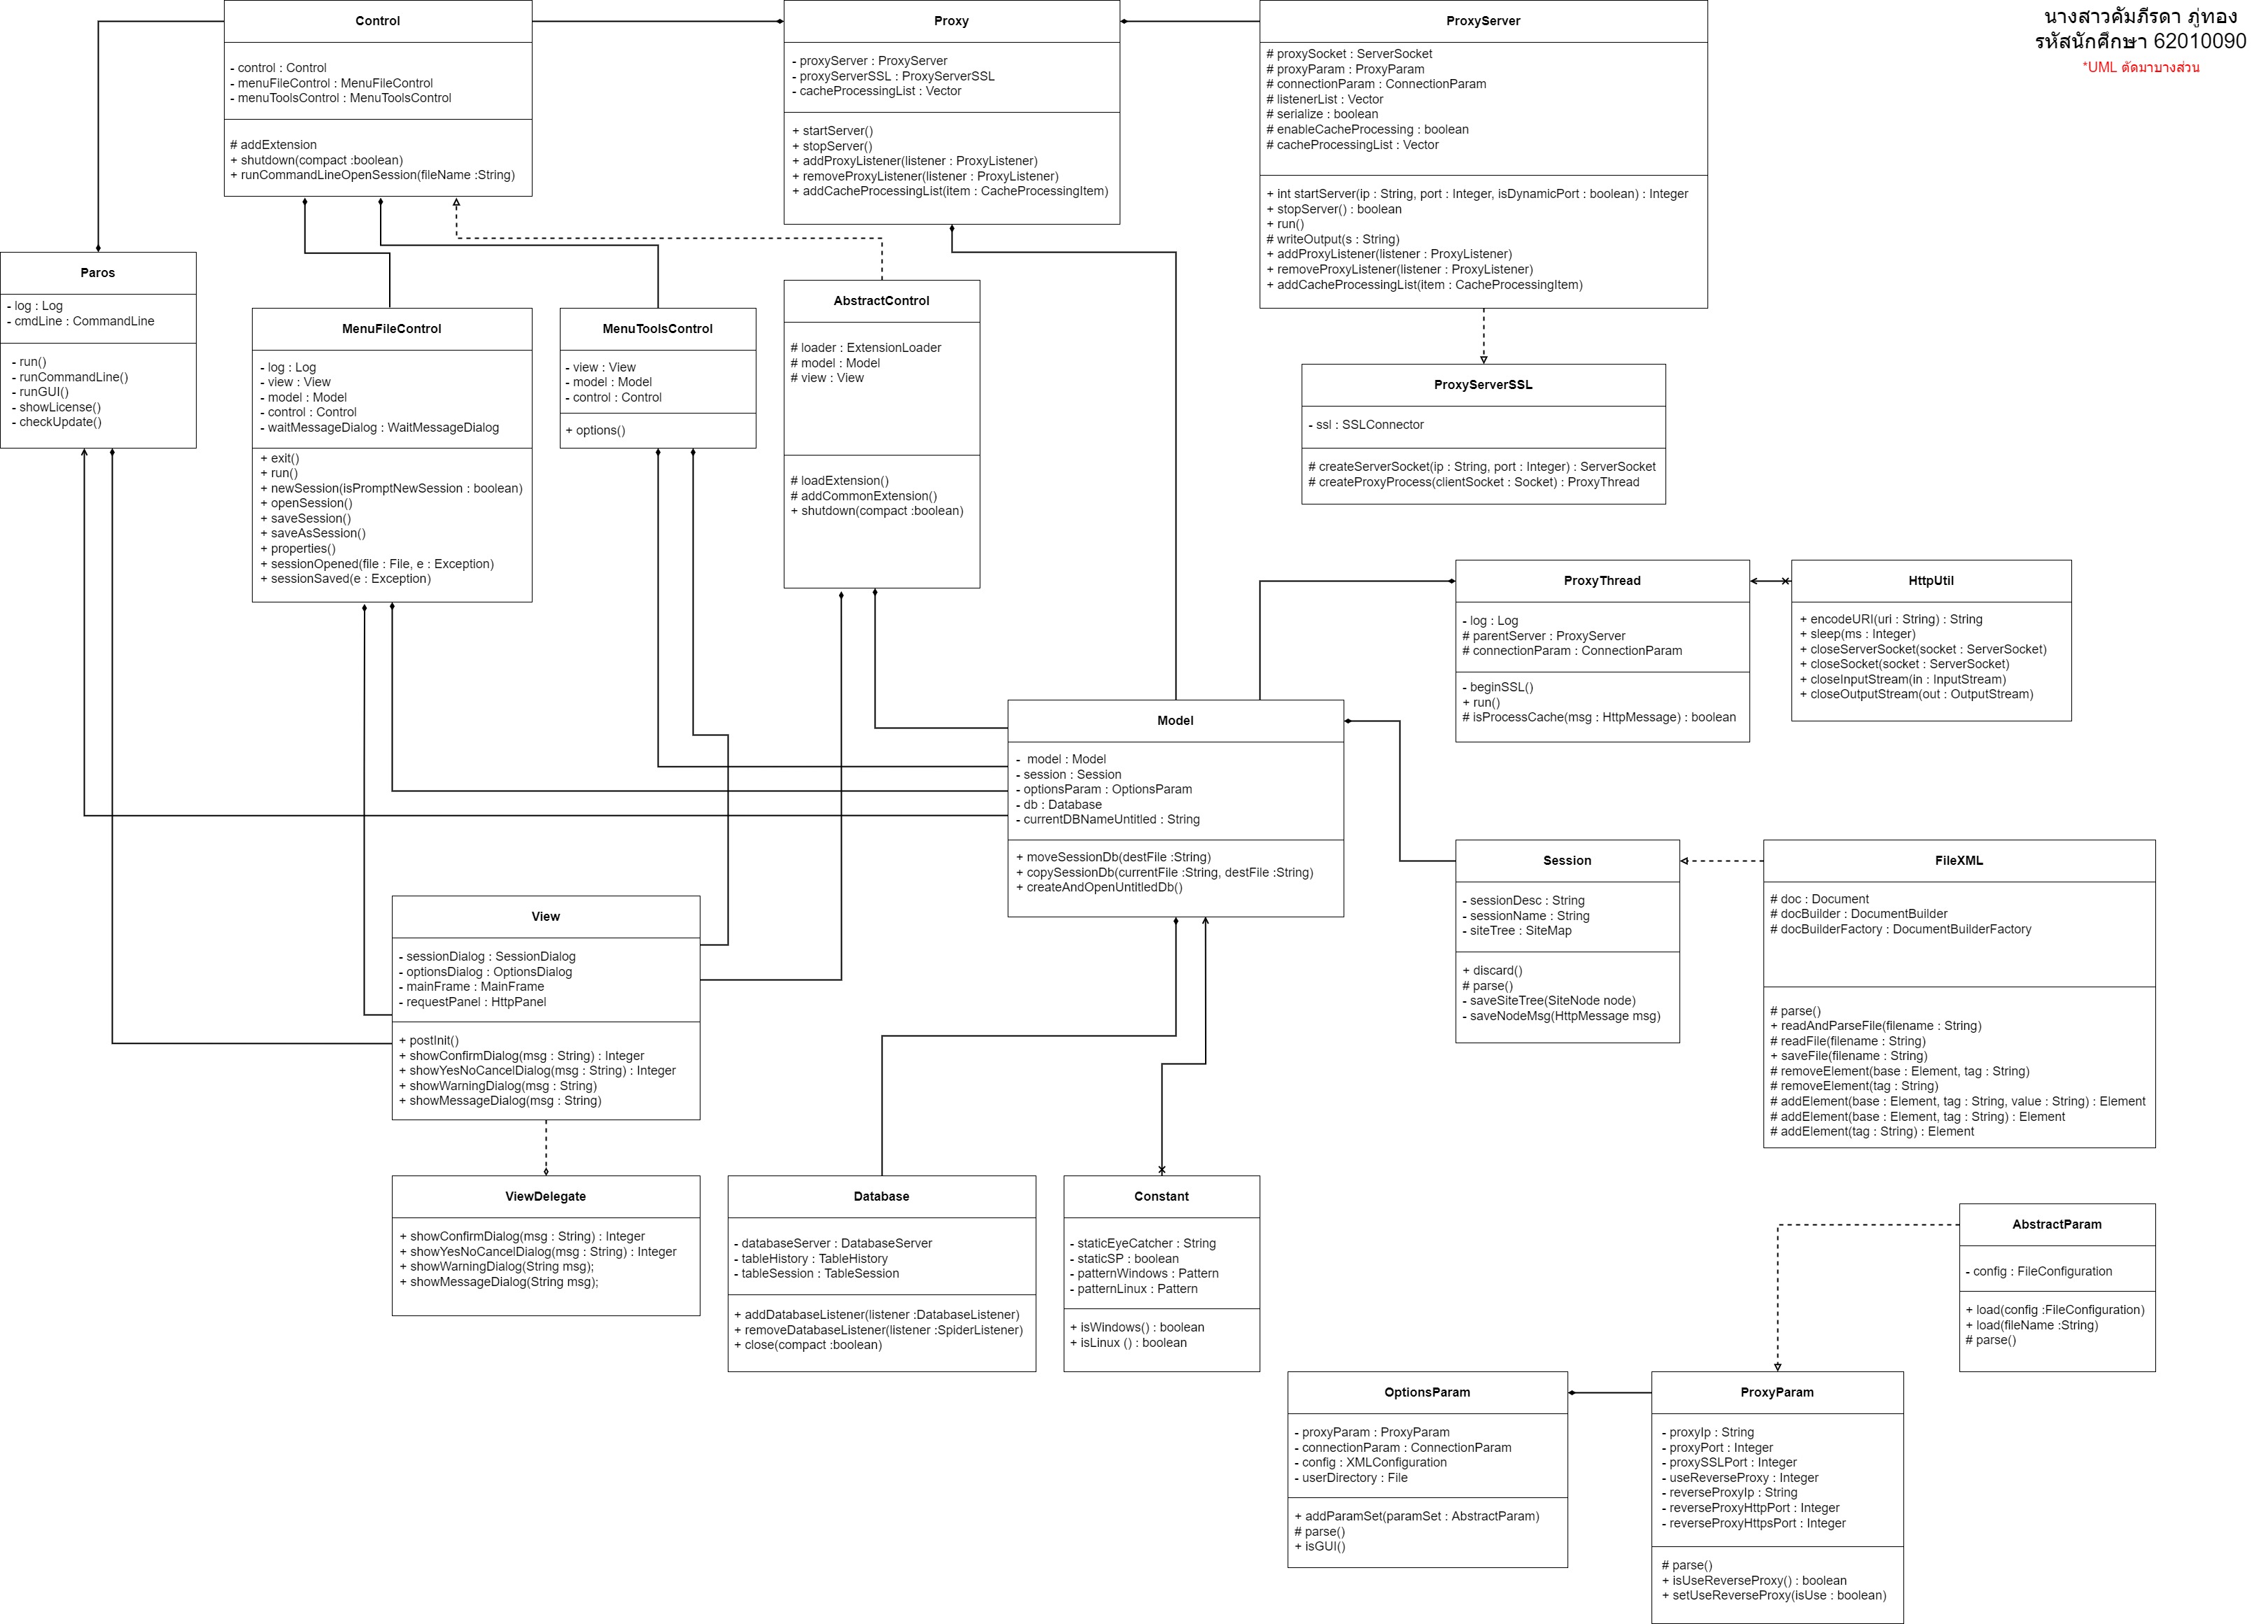 นางสาวคัมภีรดา ภู่ทอง
รหัสนักศึกษา 62010090
*UML ตัดมาบางส่วน
Control
- control : Control
- menuFileControl : MenuFileControl
- menuToolsControl : MenuToolsControl
# addExtension
+ shutdown(compact :boolean)
+ runCommandLineOpenSession(fileName :String)
Proxy
- proxyServer : ProxyServer
- proxyServerSSL : ProxyServerSSL
- cacheProcessingList : Vector
+ startServer()
+ stopServer()
+ addProxyListener(listener : ProxyListener)
+ removeProxyListener(listener : ProxyListener)
+ addCacheProcessingList(item : CacheProcessingItem)
ProxyServer
# proxySocket : ServerSocket
# proxyParam : ProxyParam
# connectionParam : ConnectionParam
# listenerList : Vector
# serialize : boolean
# enableCacheProcessing : boolean
# cacheProcessingList : Vector
+ int startServer(ip : String, port : Integer, isDynamicPort : boolean) : Integer
+ stopServer() : boolean
+ run()
# writeOutput(s : String)
+ addProxyListener(listener : ProxyListener)
+ removeProxyListener(listener : ProxyListener)
+ addCacheProcessingList(item : CacheProcessingItem)
Paros
- log : Log
- cmdLine : CommandLine
- run()
- runCommandLine()
- runGUI()
- showLicense()
- checkUpdate()
MenuFileControl
- log : Log
- view : View
- model : Model
- control : Control
- waitMessageDialog : WaitMessageDialog
+ exit()
+ run()
+ newSession(isPromptNewSession : boolean)
+ openSession()
+ saveSession()
+ saveAsSession()
+ properties()
+ sessionOpened(file : File, e : Exception)
+ sessionSaved(e : Exception)
MenuToolsControl
- view : View
- model : Model
- control : Control
+ options()
AbstractControl
# loader : ExtensionLoader
# model : Model
# view : View
# loadExtension()
# addCommonExtension()
+ shutdown(compact :boolean)
ProxyServerSSL
- ssl : SSLConnector
# createServerSocket(ip : String, port : Integer) : ServerSocket
# createProxyProcess(clientSocket : Socket) : ProxyThread
ProxyThread
- log : Log
# parentServer : ProxyServer
# connectionParam : ConnectionParam
- beginSSL()
+ run()
# isProcessCache(msg : HttpMessage) : boolean
HttpUtil
+ encodeURI(uri : String) : String
+ sleep(ms : Integer)
+ closeServerSocket(socket : ServerSocket)
+ closeSocket(socket : ServerSocket)
+ closeInputStream(in : InputStream)
+ closeOutputStream(out : OutputStream)
Model
- model : Model
- session : Session
- optionsParam : OptionsParam
- db : Database
- currentDBNameUntitled : String
+ moveSessionDb(destFile :String)
+ copySessionDb(currentFile :String, destFile :String)
+ createAndOpenUntitledDb()
Session
- sessionDesc : String
- sessionName : String
- siteTree : SiteMap
+ discard()
# parse()
- saveSiteTree(SiteNode node)
- saveNodeMsg(HttpMessage msg)
FileXML
# doc : Document
# docBuilder : DocumentBuilder
# docBuilderFactory : DocumentBuilderFactory
# parse()
+ readAndParseFile(filename : String)
# readFile(filename : String)
+ saveFile(filename : String)
# removeElement(base : Element, tag : String)
# removeElement(tag : String)
# addElement(base : Element, tag : String, value : String) : Element
# addElement(base : Element, tag : String) : Element
# addElement(tag : String) : Element
View
- sessionDialog : SessionDialog
- optionsDialog : OptionsDialog
- mainFrame : MainFrame
- requestPanel : HttpPanel
+ postInit()
+ showConfirmDialog(msg : String) : Integer
+ showYesNoCancelDialog(msg : String) : Integer
+ showWarningDialog(msg : String)
+ showMessageDialog(msg : String)
ViewDelegate
+ showConfirmDialog(msg : String) : Integer
+ showYesNoCancelDialog(msg : String) : Integer
+ showWarningDialog(String msg);
+ showMessageDialog(String msg);
Database
- databaseServer : DatabaseServer
- tableHistory : TableHistory
- tableSession : TableSession
+ addDatabaseListener(listener :DatabaseListener)
+ removeDatabaseListener(listener :SpiderListener)
+ close(compact :boolean)
Constant
- staticEyeCatcher : String
- staticSP : boolean
- patternWindows : Pattern
- patternLinux : Pattern
+ isWindows() : boolean
+ isLinux () : boolean
AbstractParam
- config : FileConfiguration
+ load(config :FileConfiguration)
+ load(fileName :String)
# parse()
OptionsParam
- proxyParam : ProxyParam
- connectionParam : ConnectionParam
- config : XMLConfiguration
- userDirectory : File
+ addParamSet(paramSet : AbstractParam)
# parse()
+ isGUI()
ProxyParam
- proxyIp : String
- proxyPort : Integer
- proxySSLPort : Integer
- useReverseProxy : Integer
- reverseProxyIp : String
- reverseProxyHttpPort : Integer
- reverseProxyHttpsPort : Integer
# parse()
+ isUseReverseProxy() : boolean
+ setUseReverseProxy(isUse : boolean)